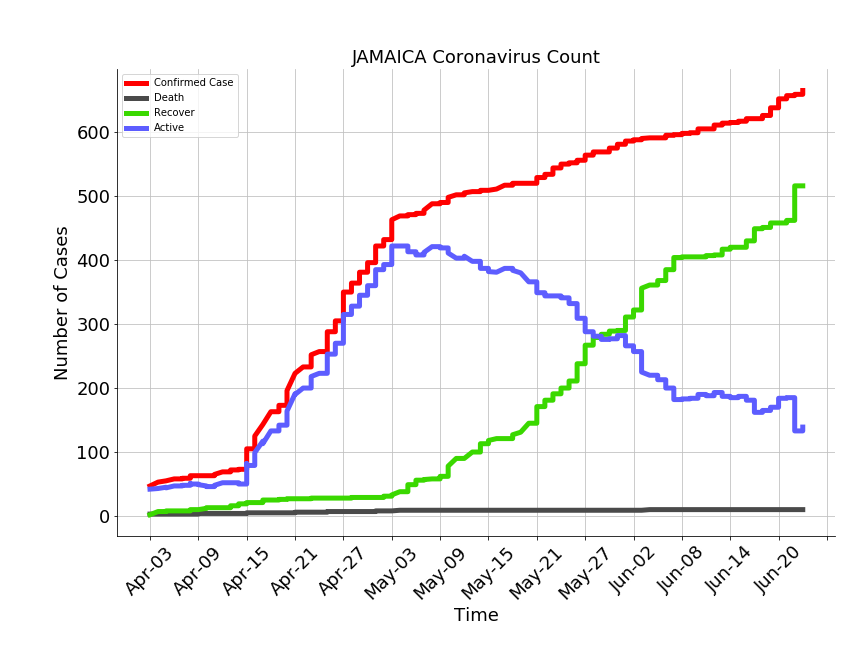 JAMAICA Coronavirus Count
Confirmed Case
Death
Recover
Active
Number of Cases
600
500
400
300
200
100
0
Apr-03
Apr-09
Apr-15
Apr-21
Apr-27
May-03
May-09
May-15
May-21
May-27
Jun-02
Jun-08
Jun-14
Jun-20
Time